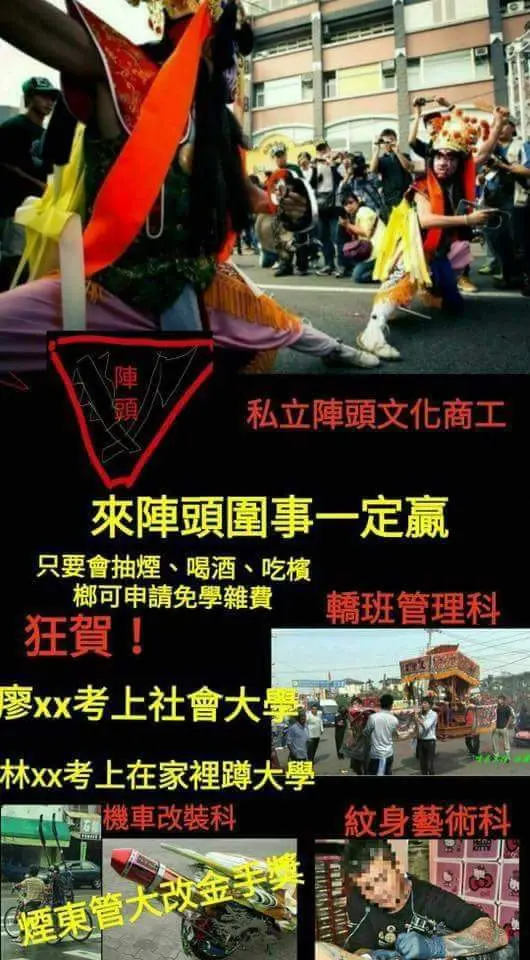 陣
頭
私立陣頭文化商工
來陣頭圍事一定贏
只要會抽煙、喝酒、吃檳
榔可申請免學雜費
轎班管理科
狂賀！
廖xx考上社會大學
林xx考上在家裡蹲大學
機車改裝科
紋身藝術科
煙東管大改金手獎